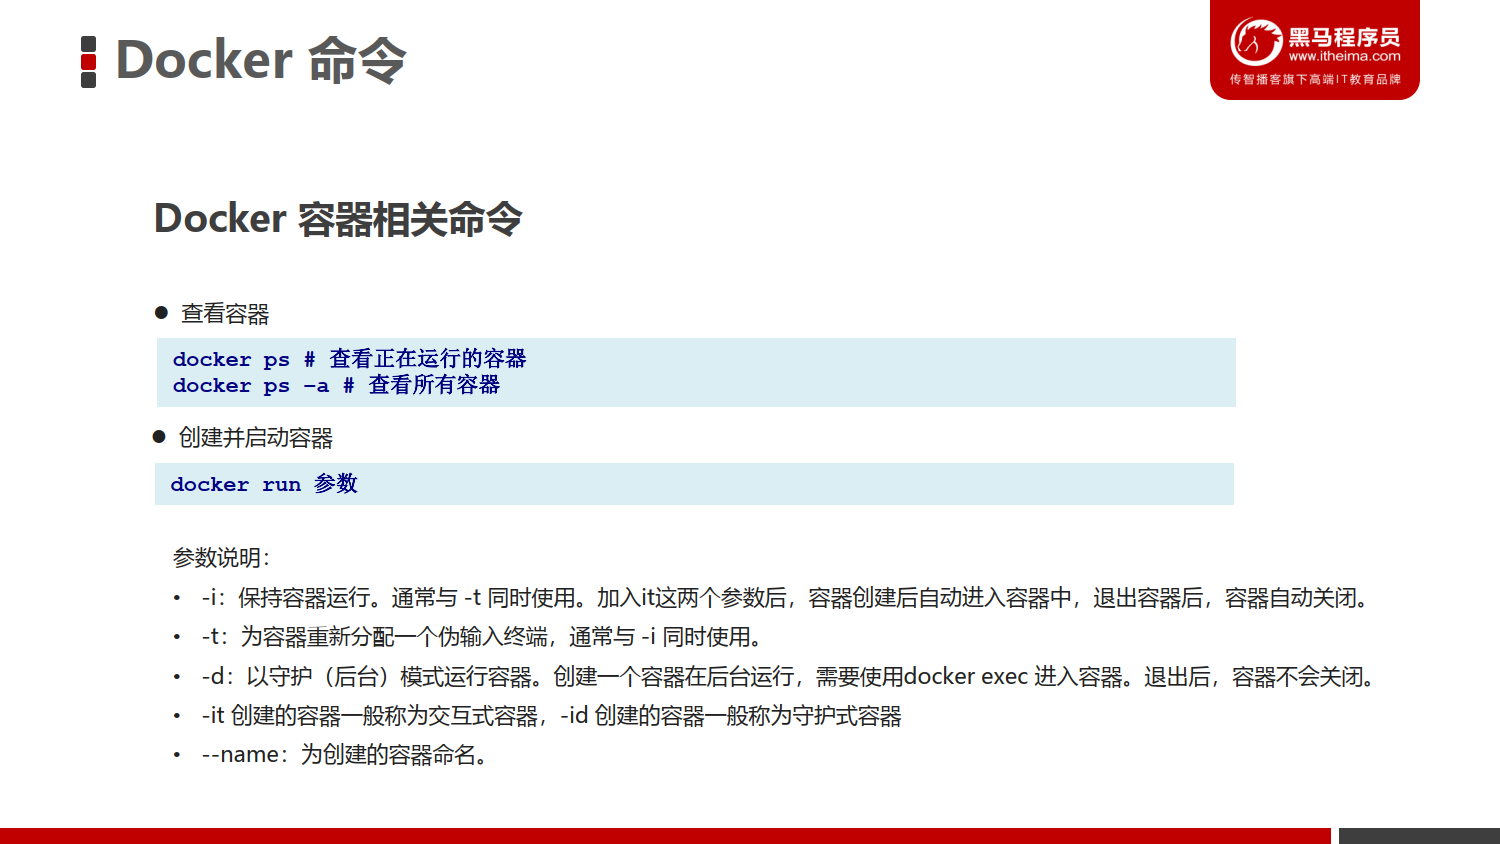 Docker 命令
黑马程序员
www.itheima.com
传智播客旗下高端IT教育品牌
Docker 容器相关命令
● 查看容器
docker ps # 查看正在运行的容器
docker ps –a # 查看所有容器
● 创建并启动容器
docker run 参数
参数说明：
• -i：保持容器运行。通常与 -t 同时使用。加入it这两个参数后，容器创建后自动进入容器中，退出容器后，容器自动关闭。
• -t：为容器重新分配一个伪输入终端，通常与 -i 同时使用。
• -d：以守护（后台）模式运行容器。创建一个容器在后台运行，需要使用docker exec 进入容器。退出后，容器不会关闭。
• -it 创建的容器一般称为交互式容器，-id 创建的容器一般称为守护式容器
• --name：为创建的容器命名。